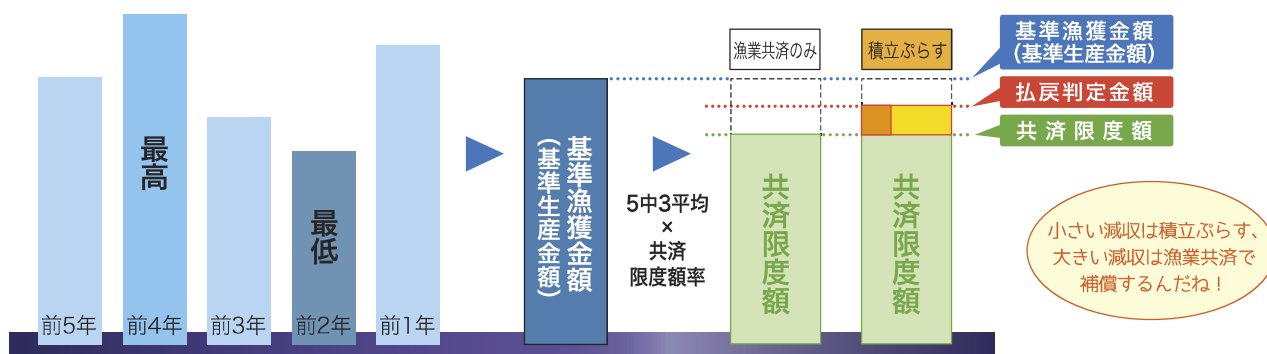 前5年
最高
前4年
前3年
最低
前2年
前1年
基準漁獲金額
(基準生産金額)
5中3平均
×
共済
限度額率
漁業共済のみ
共済限度額
積立ぷらす
共済限度額
基準漁獲金額
(基準生産金額)
払戻判定金額
共済限度額
小さい減収は積立ぷらす、
大きい減収は漁業共済で
補償するんだね！